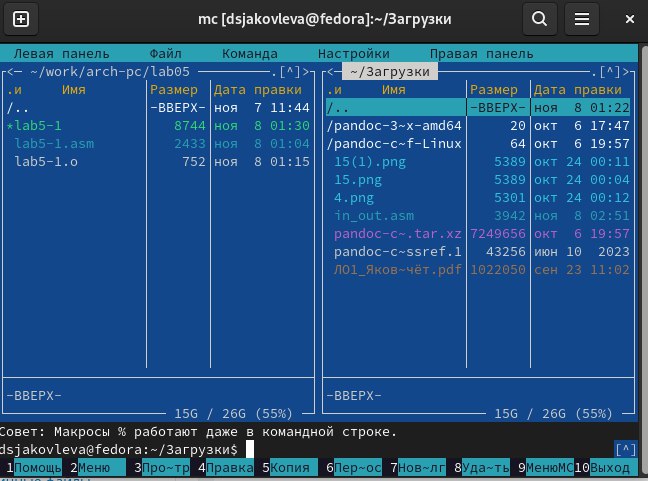 mc [dsjakovleva@fedora]:~/Загрузки
Левая панель Файл Команда Настройки Правая панель
<— ~/work/arch-pc/lab05 .[^]> <— ~/Загрузки .[^]>
.и Имя Размер Дата правки .и Имя Размер Дата правки
/.. -ВВЕРХ- ноя 7 11:44 /.. -ВВЕРХ- ноя 8 01:22
*lab5-1 8744 ноя 8 01:30 /pandoc-3~x-amd64 20 окт 6 17:47
lab5-1.asm 2433 ноя 8 01:04 /pandoc-c~f-Linux 64 окт 6 19:57
lab5-1.o 752 ноя 8 01:15 15(1).png 5389 окт 24 00:11
15.png 5389 окт 24 00:04
4.png 5301 окт 24 00:12
in_out.asm 3942 ноя 8 02:51
pandoc-c~.tar.xz 7249656 окт 6 19:57
pandoc-c~ssref.1 43256 июн 10 2023
ЛО1_Яков~чёт.pdf 1022050 сен 23 11:02
-ВВЕРХ- -ВВЕРХ-
15G / 26G (55%) 15G / 26G (55%)
Совет: Макросы % работают даже в командной строке.
dsjakovleva@fedora:~/Загрузки$ [^]
1Помощь 2Меню 3Про~тр 4Правка 5Копия 6Пер~ос 7Нов~лг 8Уда~ть 9МенюMC 10Выход